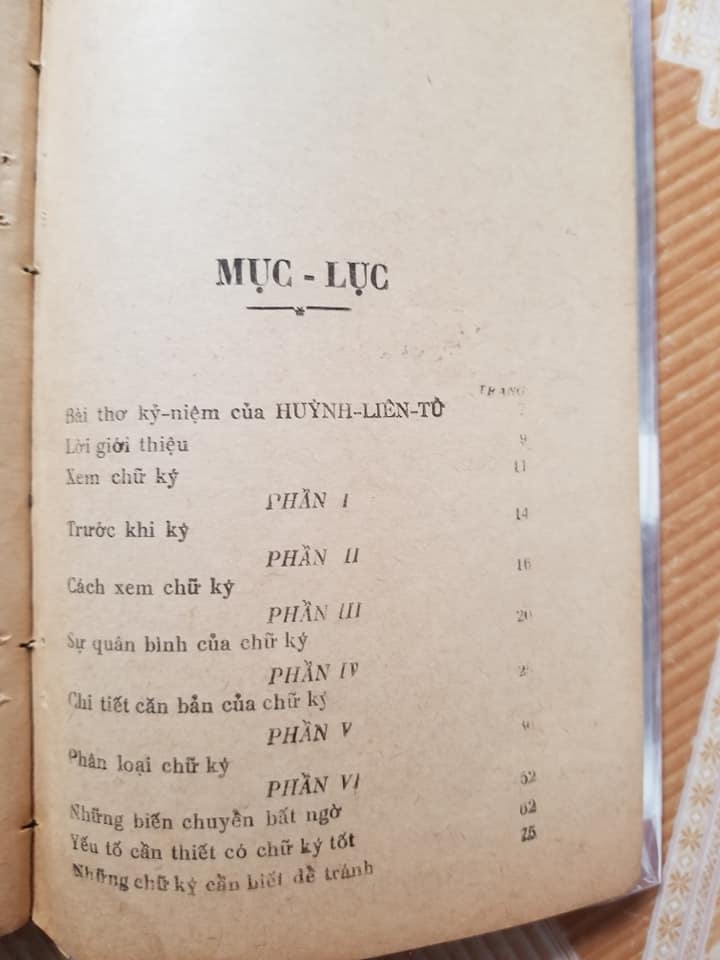 MỤC - LỤC
TRANG
Bài thơ kỷ-niệm của HUỲNH-LIÊN-TỬ 7
Lời giới thiệu 9
Xem chữ ký 11
PHẦN I
Trước khi ký 14
PHẦN II
Cách xem chữ ký 16
PHẦN III
Sự quân bình của chữ ký 20
PHẦN IV
Chi tiết căn bản của chữ ký
PHẦN V
Phân loại chữ ký
PHẦN VI
Những biến chuyển bất ngờ 52
Yếu tố cần thiết có chữ ký tốt 62
Những chữ ký cần biết để tránh 75